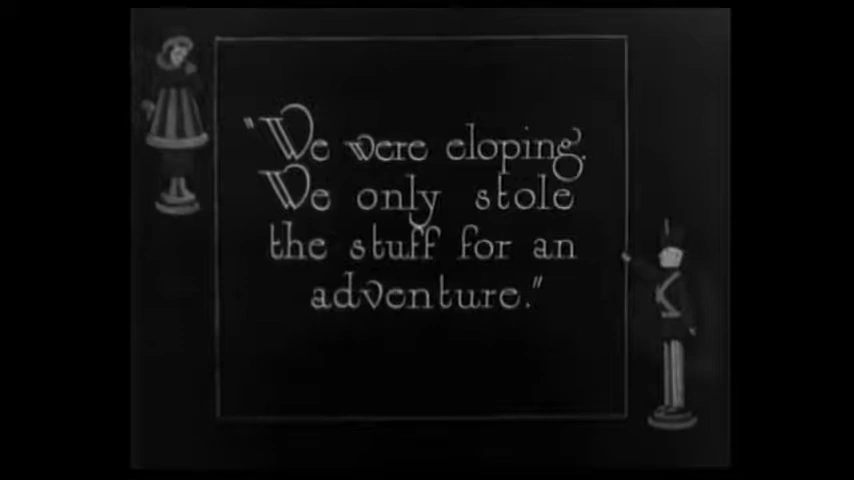 "We were eloping.
We only stole
the stuff for an
adventure."